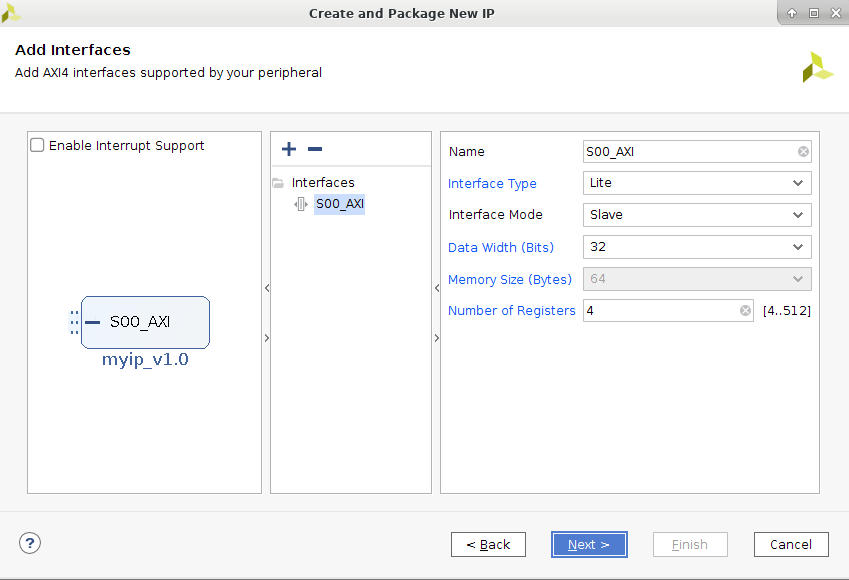 Create and Package New IP
Add Interfaces
Add AXI4 interfaces supported by your peripheral
Enable Interrupt Support
S00_AXI
myip_v1.0
Interfaces
S00_AXI
Name S00_AXI
Interface Type Lite
Interface Mode Slave
Data Width (Bits) 32
Memory Size (Bytes) 64
Number of Registers 4 [4..512]
? < Back Next > Finish Cancel